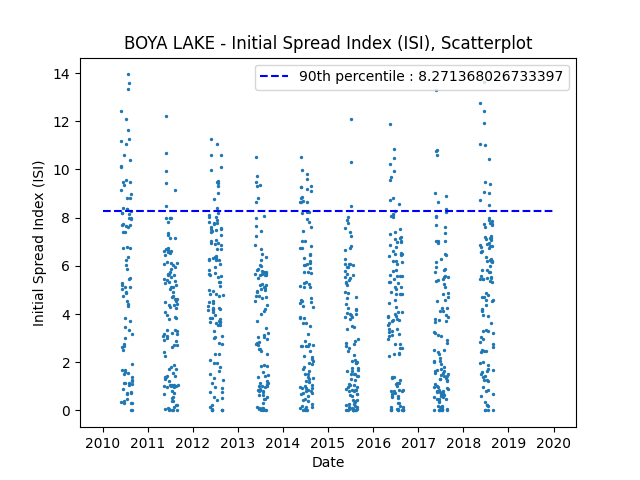 BOYA LAKE - Initial Spread Index (ISI), Scatterplot
90th percentile : 8.271368026733397
Initial Spread Index (ISI)
14
12
10
8
6
4
2
0
2010 2011 2012 2013 2014 2015 2016 2017 2018 2019 2020
Date